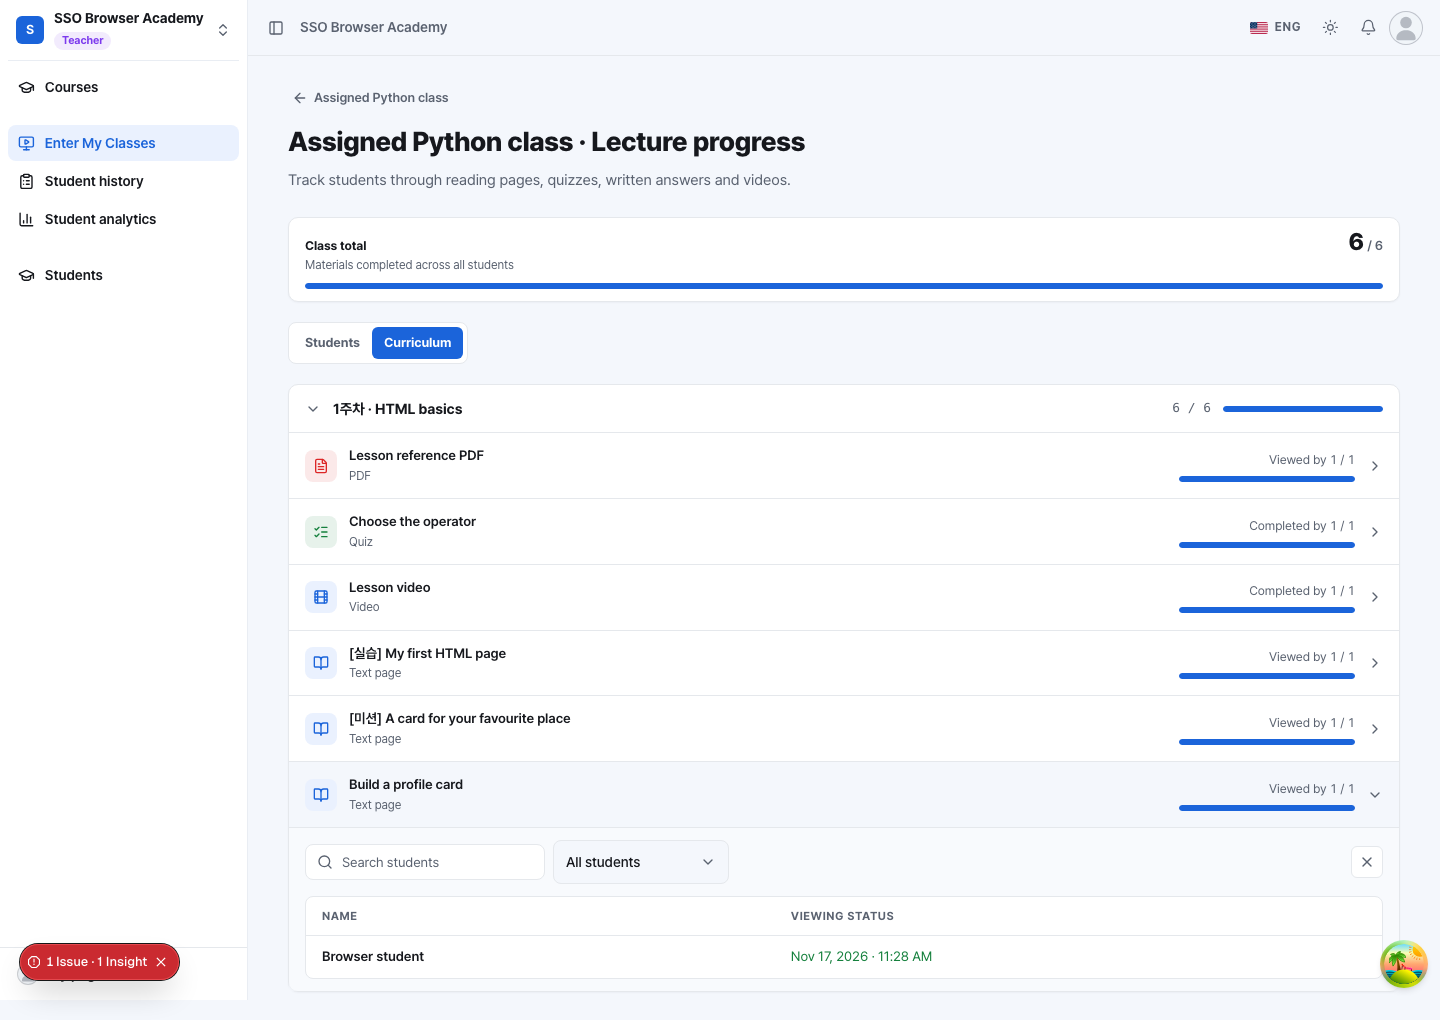 S
SSO Browser Academy
Teacher
SSO Browser Academy
ENG
Courses
Enter My Classes
Student history
Student analytics
Students
Assigned Python class
Assigned Python class · Lecture progress
Track students through reading pages, quizzes, written answers and videos.
Class total
6 / 6
Materials completed across all students
Students
Curriculum
1주차 · HTML basics
6 / 6
Lesson reference PDF
PDF
Viewed by 1 / 1
Choose the operator
Quiz
Completed by 1 / 1
Lesson video
Video
Completed by 1 / 1
[실습] My first HTML page
Text page
Viewed by 1 / 1
[미션] A card for your favourite place
Text page
Viewed by 1 / 1
Build a profile card
Text page
Viewed by 1 / 1
Search students
All students
NAME
VIEWING STATUS
Browser student
Nov 17, 2026 · 11:28 AM
1 Issue · 1 Insight